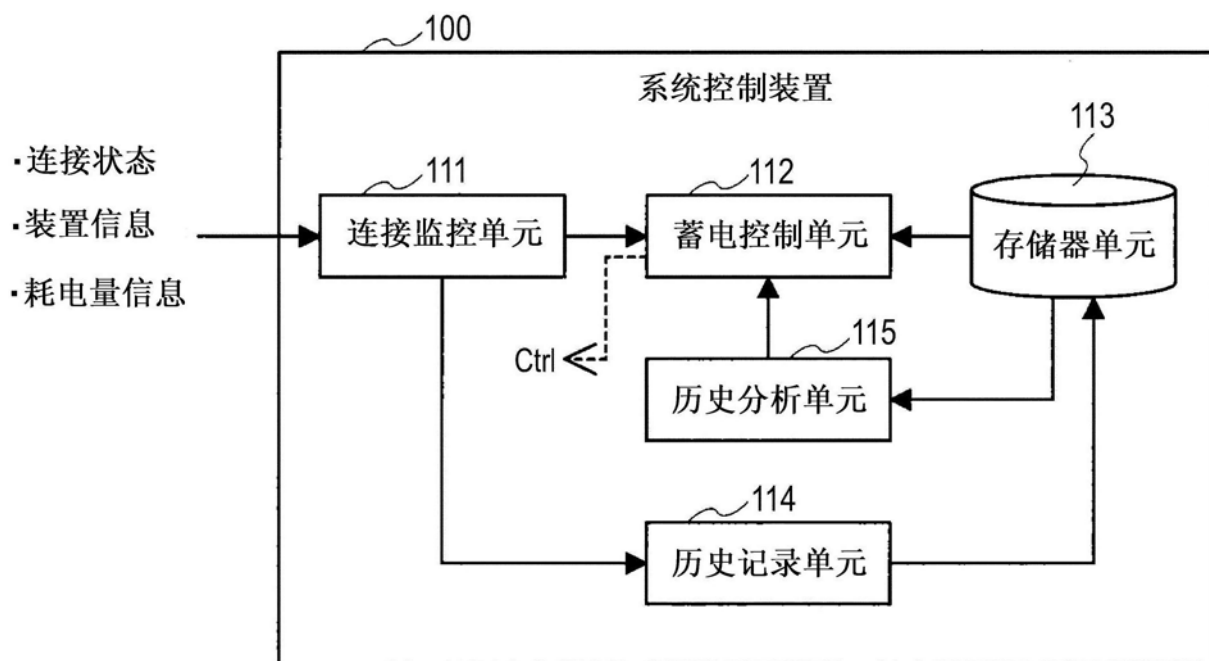 100
系统控制装置
113
·连接状态
111
112
·装置信息
连接监控单元
蓄电控制单元
存储器单元
·耗电量信息
115
Ctrl
历史分析单元
114
历史记录单元